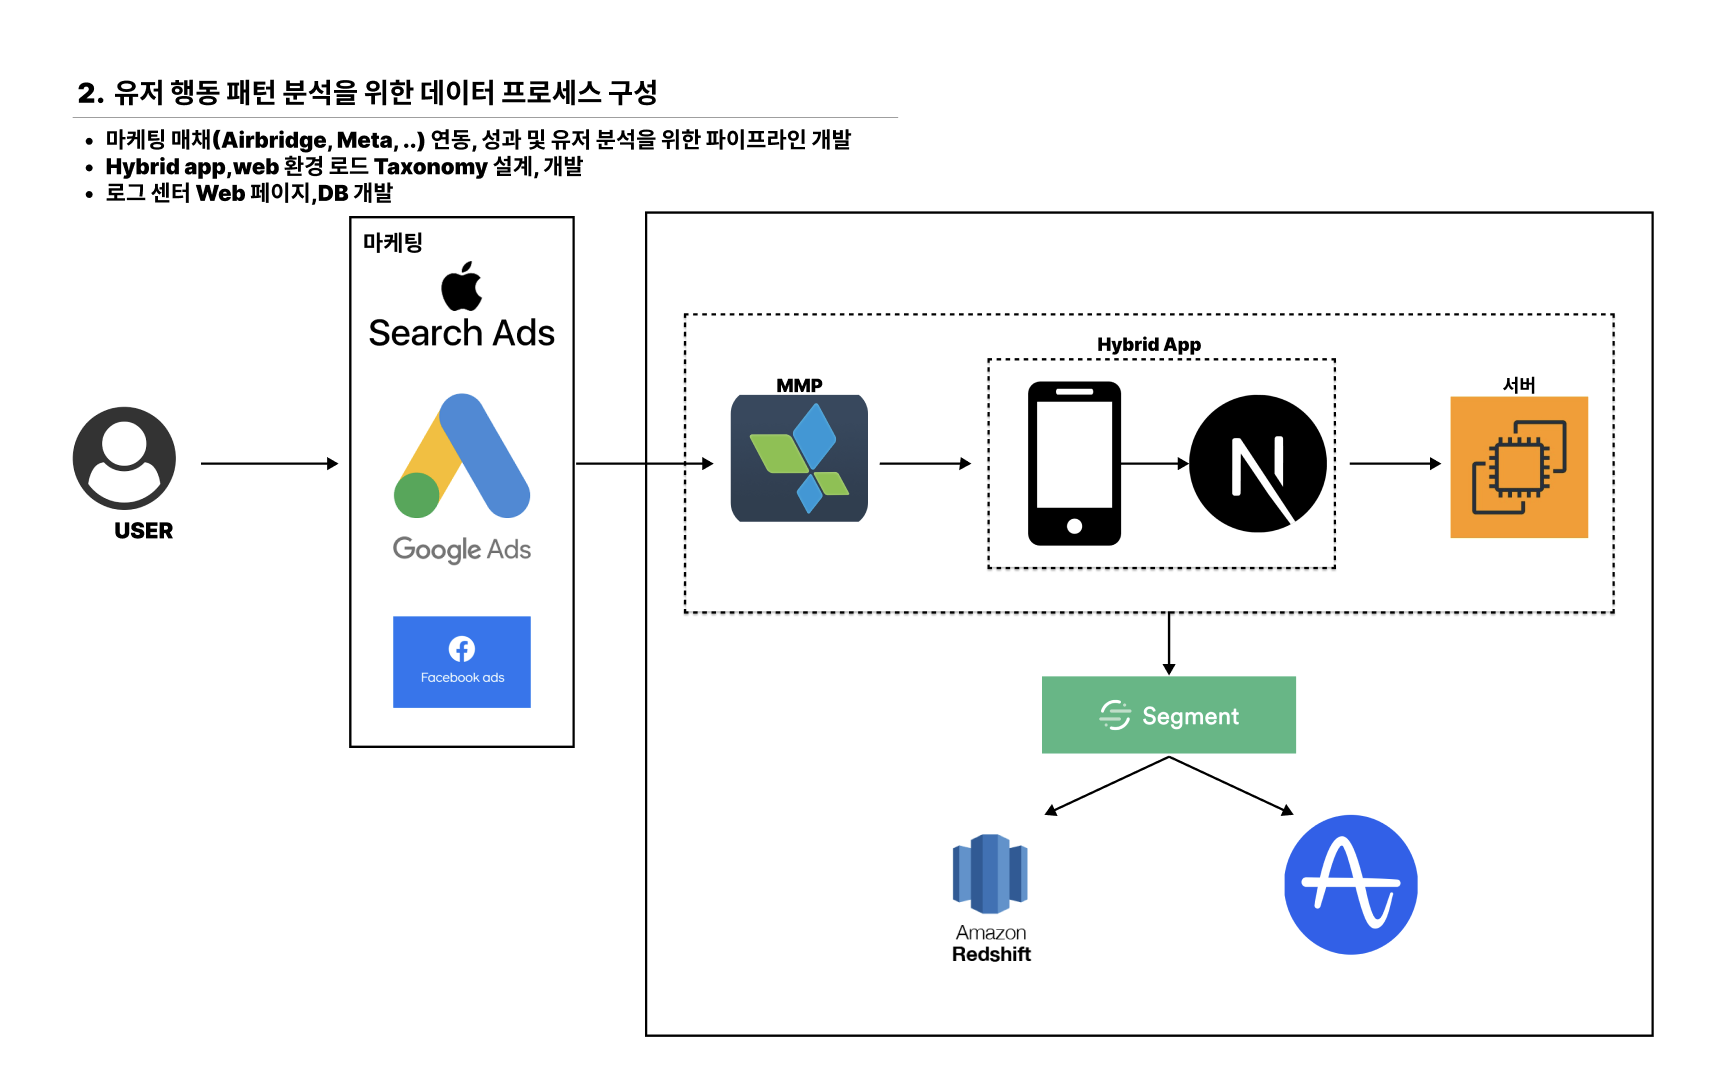 2. 유저 행동 패턴 분석을 위한 데이터 프로세스 구성
• 마케팅 매채(Airbridge, Meta, ..) 연동, 성과 및 유저 분석을 위한 파이프라인 개발
• Hybrid app,web 환경 로드 Taxonomy 설계, 개발
• 로그 센터 Web 페이지,DB 개발
마케팅
Search Ads
Hybrid App
MMP
서버
USER
Google Ads
Facebook ads
Segment
Amazon
Redshift